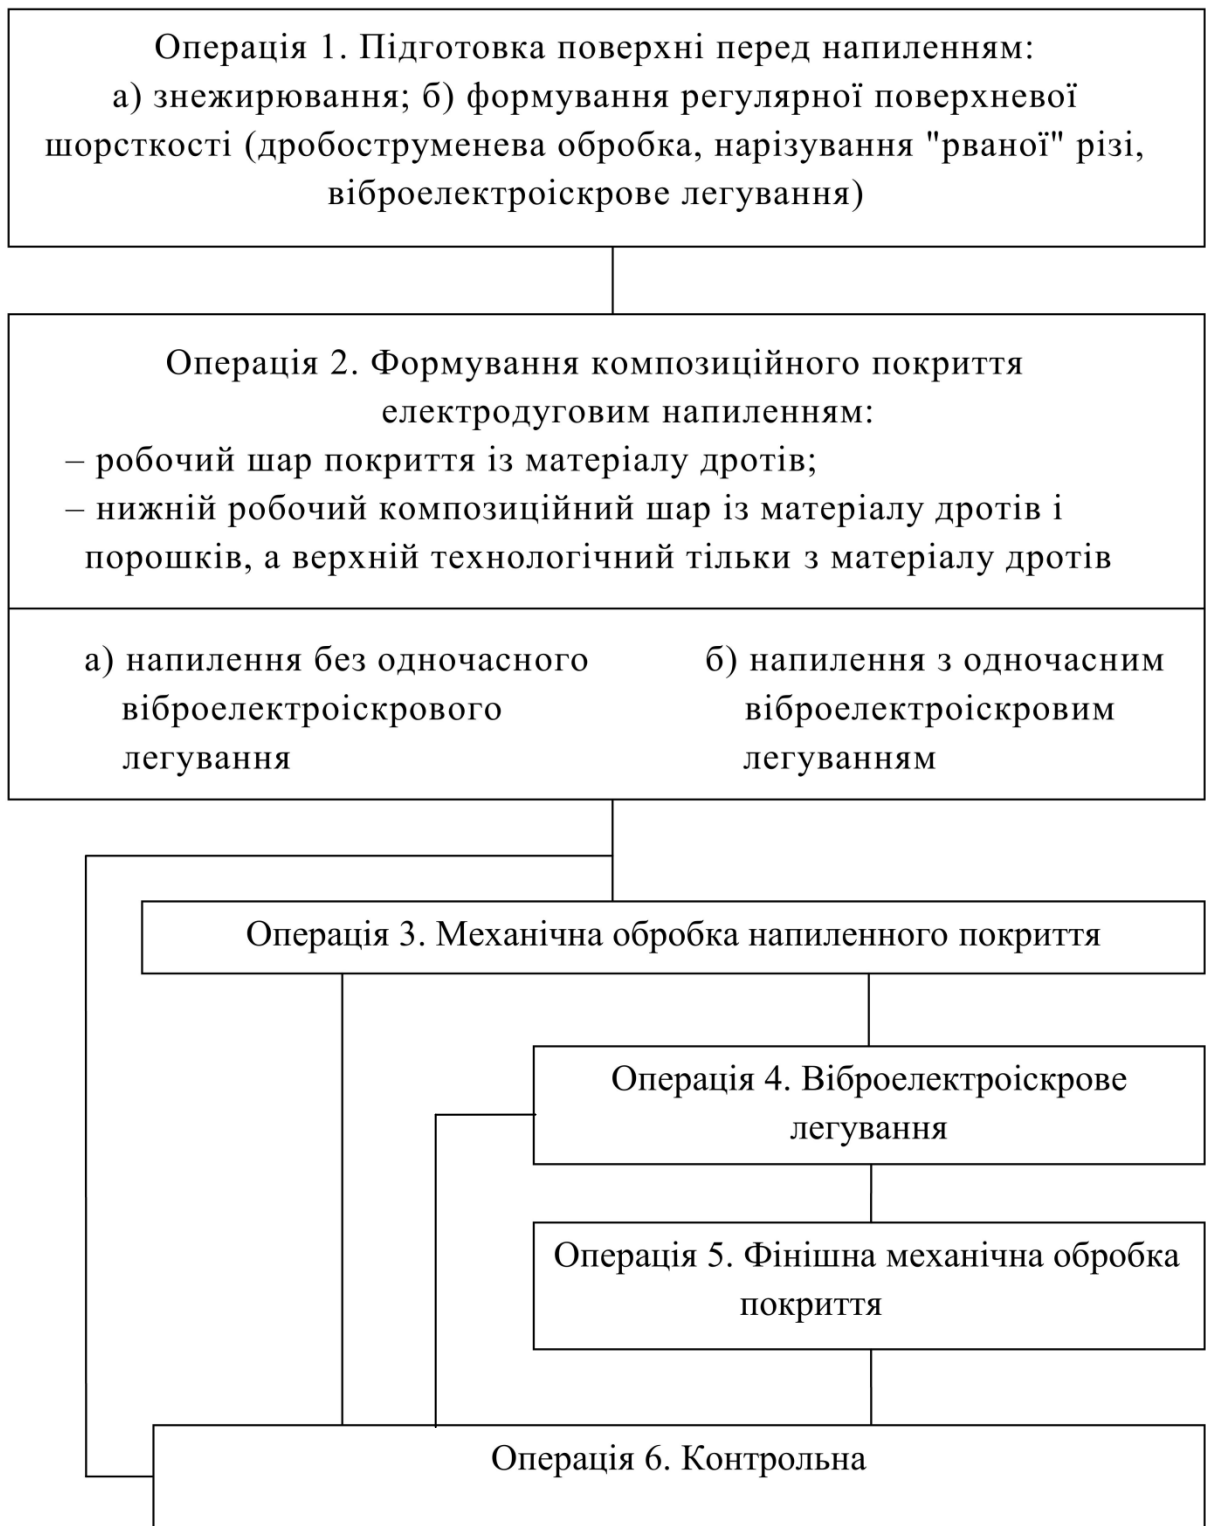 Операція 1. Підготовка поверхні перед напиленням:
а) знежирювання; б) формування регулярної поверхневої
шорсткості (дробоструменева обробка, нарізування "рваної" різі,
віброелектроіскрове легування)
Операція 2. Формування композиційного покриття
електродуговим напиленням:
– робочий шар покриття із матеріалу дротів;
– нижній робочий композиційний шар із матеріалу дротів і
порошків, а верхній технологічний тільки з матеріалу дротів
а) напилення без одночасного
віброелектроіскрового
легування
б) напилення з одночасним
віброелектроіскровим
легуванням
Операція 3. Механічна обробка напиленного покриття
Операція 4. Віброелектроіскрове
легування
Операція 5. Фінішна механічна обробка
покриття
Операція 6. Контрольна